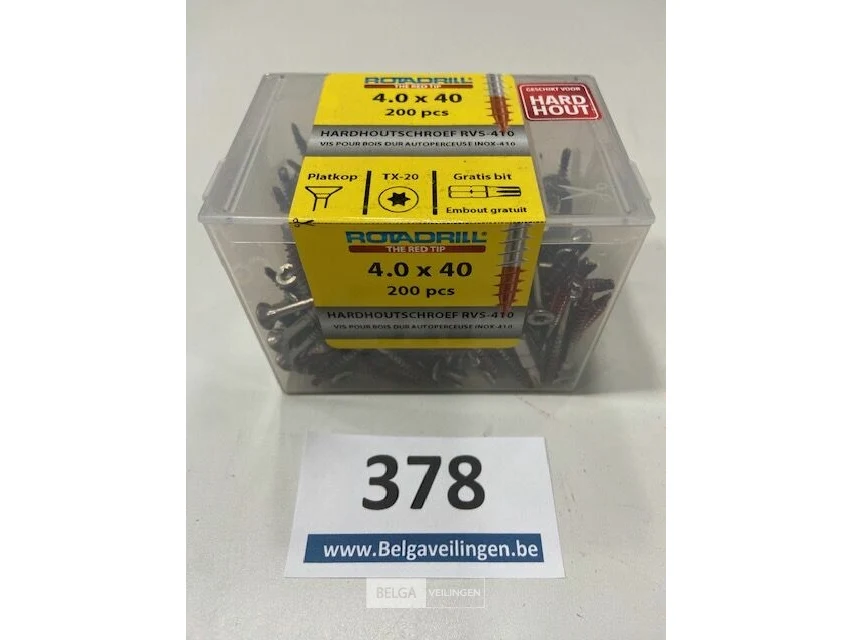 ROTADRILL
THE RED TIP
4.0 x 40
200 pcs
HARDHOUTSCHROEF RVS-410
VIS POUR BOIS DUR AUTOPERCEUSE INOX-410
GESCHIKT VOOR
HARD
HOUT
Platkop TX-20 Gratis bit
Embout gratuit
ROTADRILL
THE RED TIP
4.0 x 40
200 pcs
HARDHOUTSCHROEF RVS-410
VIS POUR BOIS DUR AUTOPERCEUSE INOX-410
378
www.Belgaveilingen.be
BELGA VEILINGEN